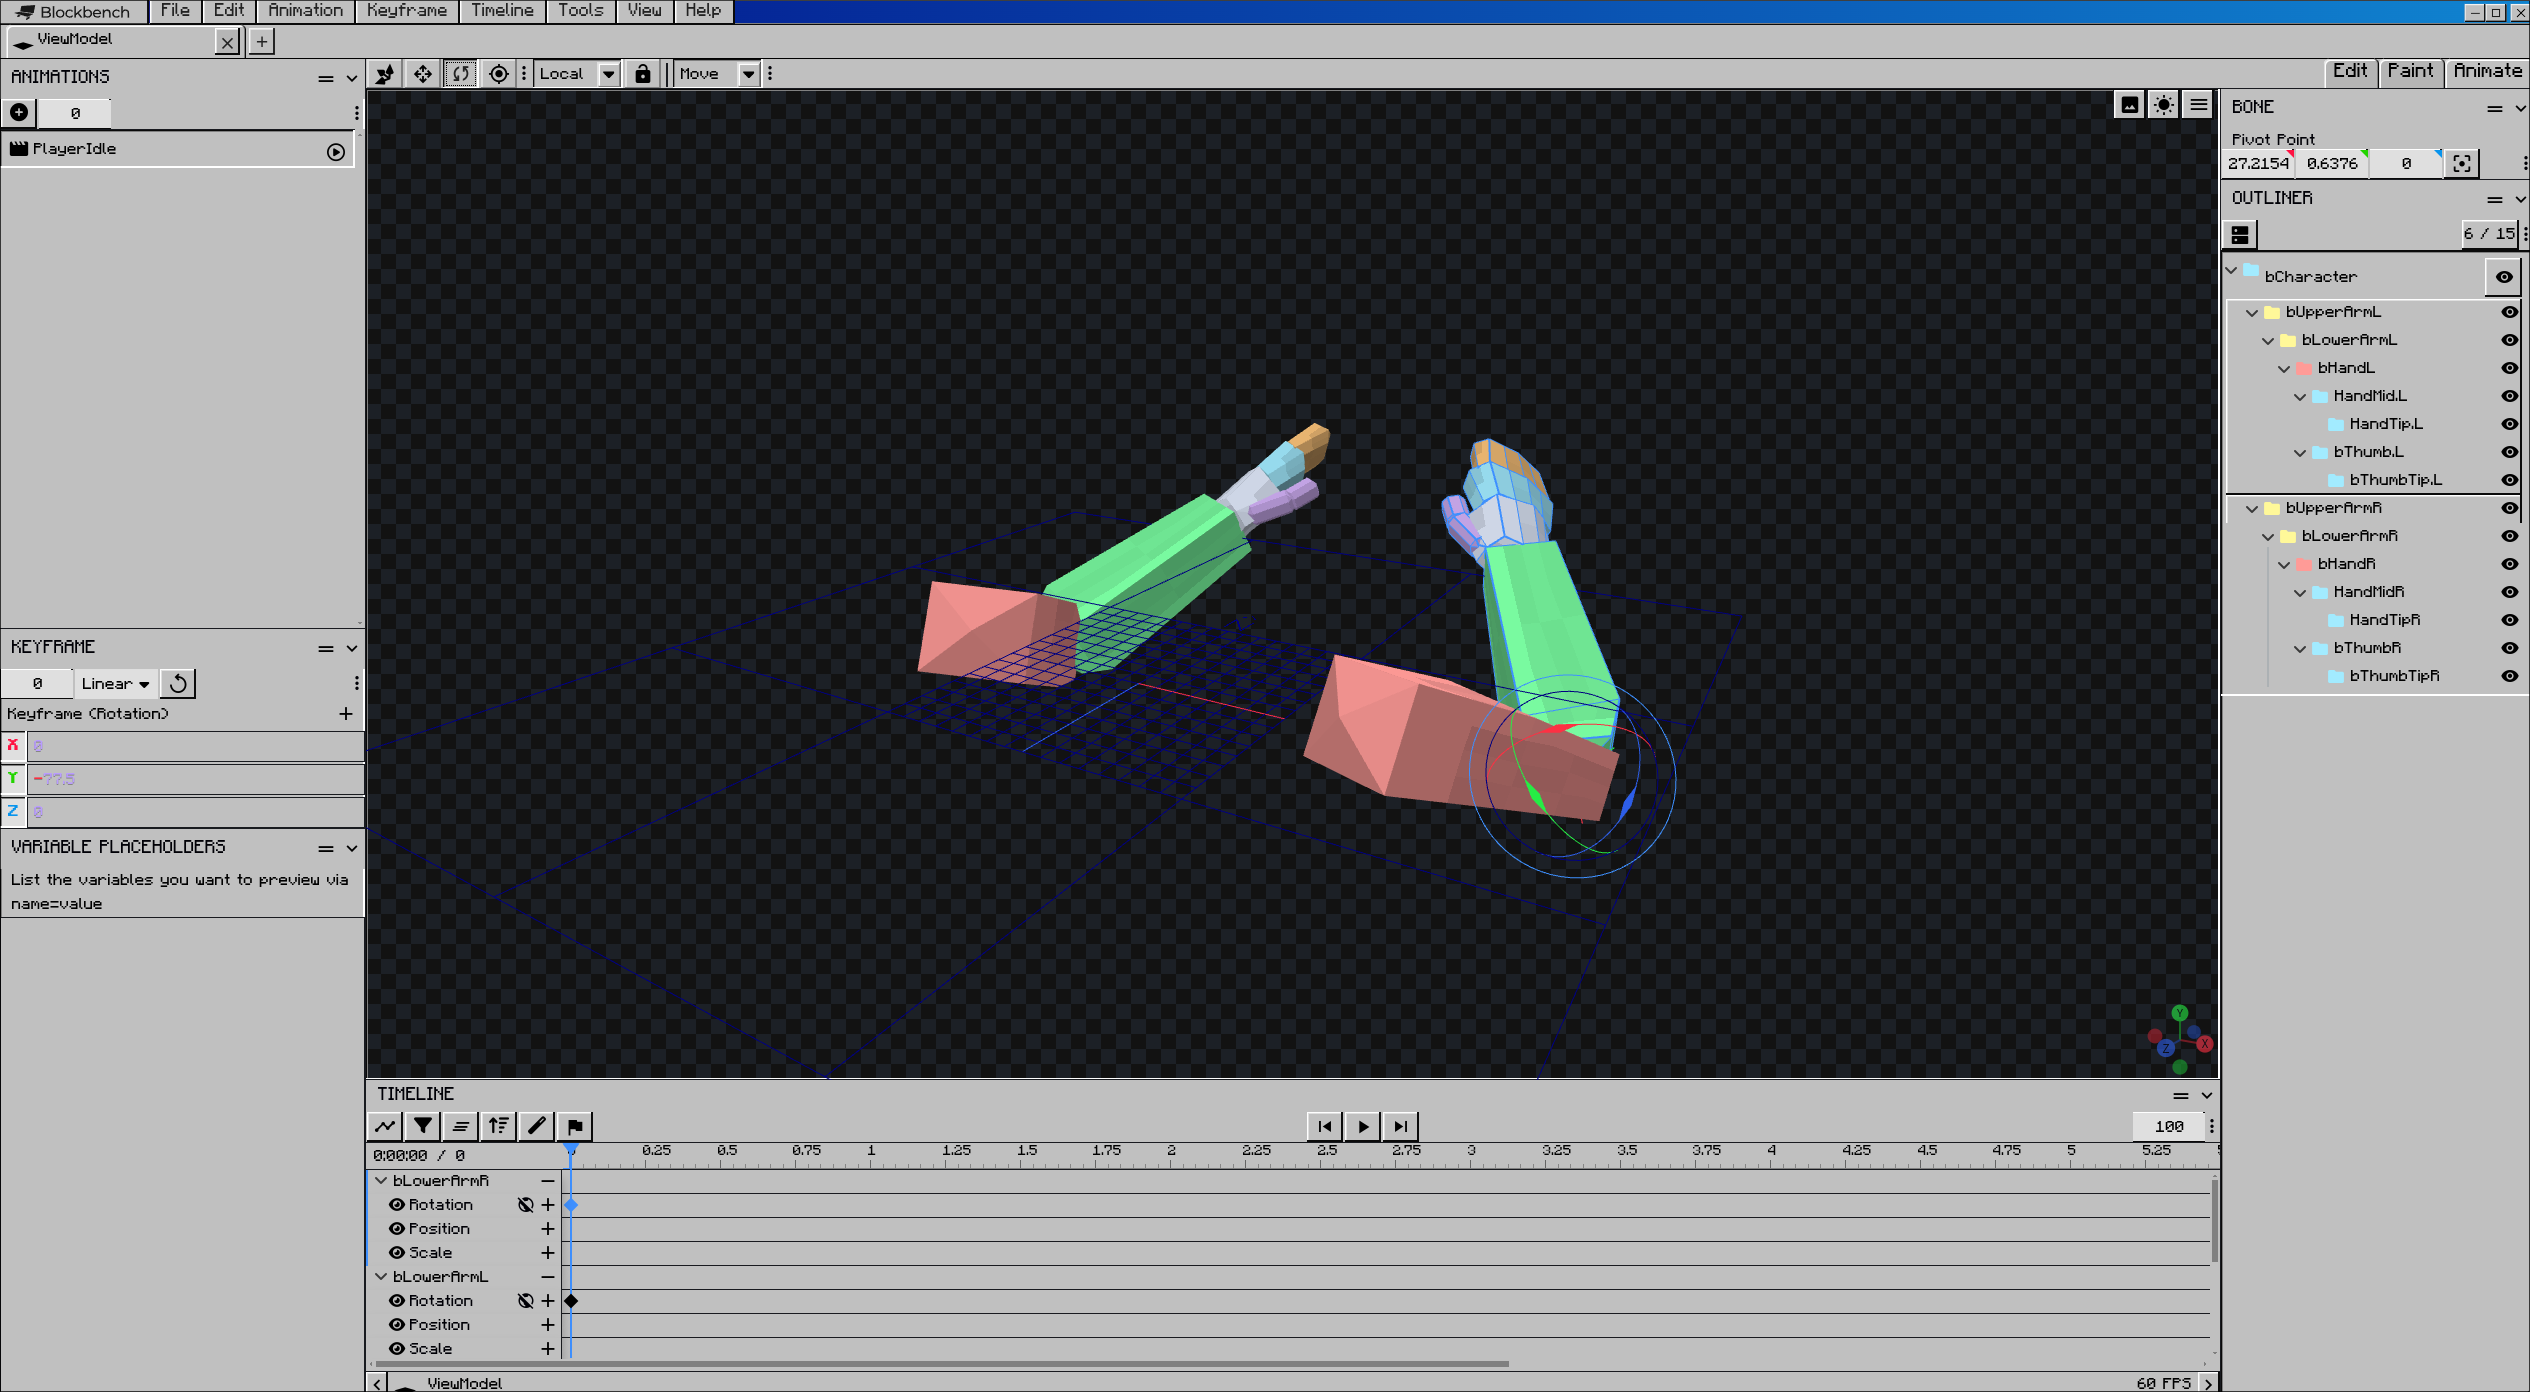 Blockbench File Edit Animation Keyframe Timeline Tools View Help
ViewModel
ANIMATIONS
Local Move Edit Paint Animate
0
PlayerIdle
BONE
Pivot Point
27.2154 0.6376 0
OUTLINER
6 / 15
bCharacter
bUpperArmL
bLowerArmL
bHandL
HandMid.L
HandTip.L
bThumb.L
bThumbTip.L
bUpperArmR
bLowerArmR
bHandR
HandMidR
HandTipR
bThumbR
bThumbTipR
KEYFRAME
0 Linear
Keyframe (Rotation)
X 0
Y -77.5
Z 0
VARIABLE PLACEHOLDERS
List the variables you want to preview via
name=value
Y
Z X
TIMELINE
100
0:00:00 / 0 0 0.25 0.5 0.75 1 1.25 1.5 1.75 2 2.25 2.5 2.75 3 3.25 3.5 3.75 4 4.25 4.5 4.75 5 5.25
bLowerArmR
Rotation
Position
Scale
bLowerArmL
Rotation
Position
Scale
ViewModel 60 FPS